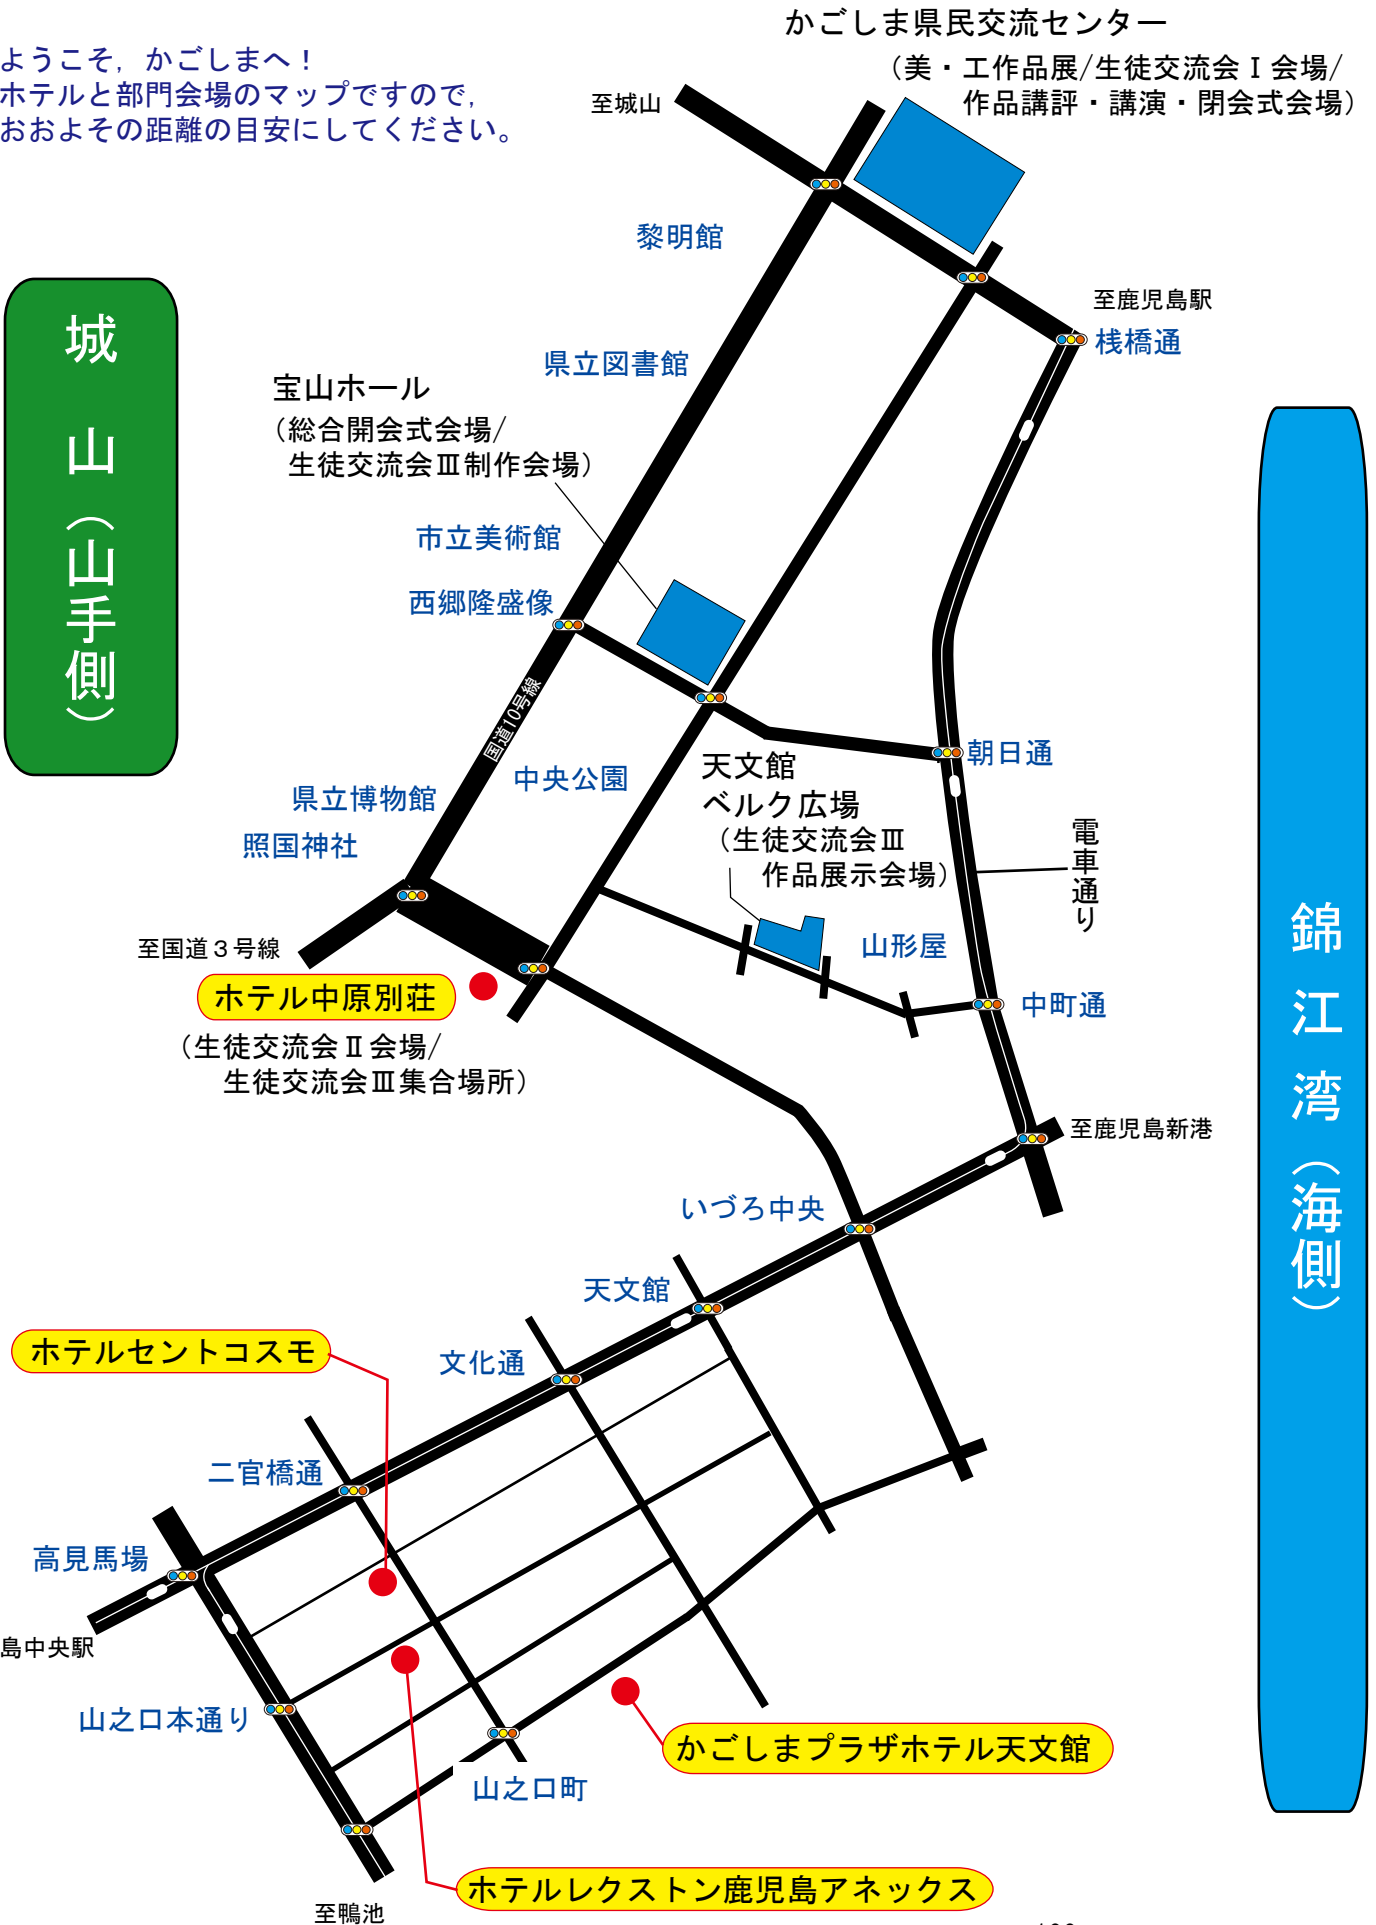 かごしま県民交流センター
（美・工作品展/生徒交流会Ⅰ会場/
作品講評・講演・閉会式会場）
ようこそ，かごしまへ！
ホテルと部門会場のマップですので，
おおよその距離の目安にしてください。
至城山
黎明館
至鹿児島駅
桟橋通
県立図書館
城山（山手側）
宝山ホール
（総合開会式会場/
生徒交流会Ⅲ制作会場）
市立美術館
西郷隆盛像
国道10号線
中央公園
朝日通
天文館
ベルク広場
（生徒交流会Ⅲ
作品展示会場）
県立博物館
照国神社
電車通り
錦江湾（海側）
至国道３号線
山形屋
ホテル中原別荘
中町通
（生徒交流会Ⅱ会場/
生徒交流会Ⅲ集合場所）
至鹿児島新港
いづろ中央
天文館
ホテルセントコスモ
文化通
二官橋通
高見馬場
島中央駅
山之口本通り
かごしまプラザホテル天文館
山之口町
ホテルレクストン鹿児島アネックス
至鴨池